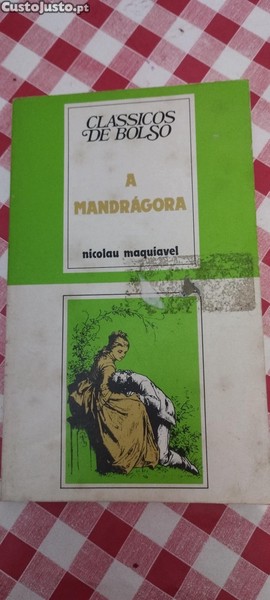 CustoJusto.pt
CLASSICOS
DE BOLSO
A
MANDRÁGORA
nicolau maquiavel